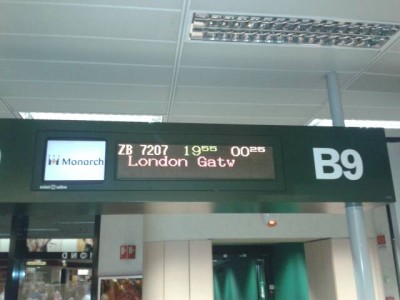 Monarch
ZB 7207 19⁵⁵ 00²⁵
London Gatw
B9